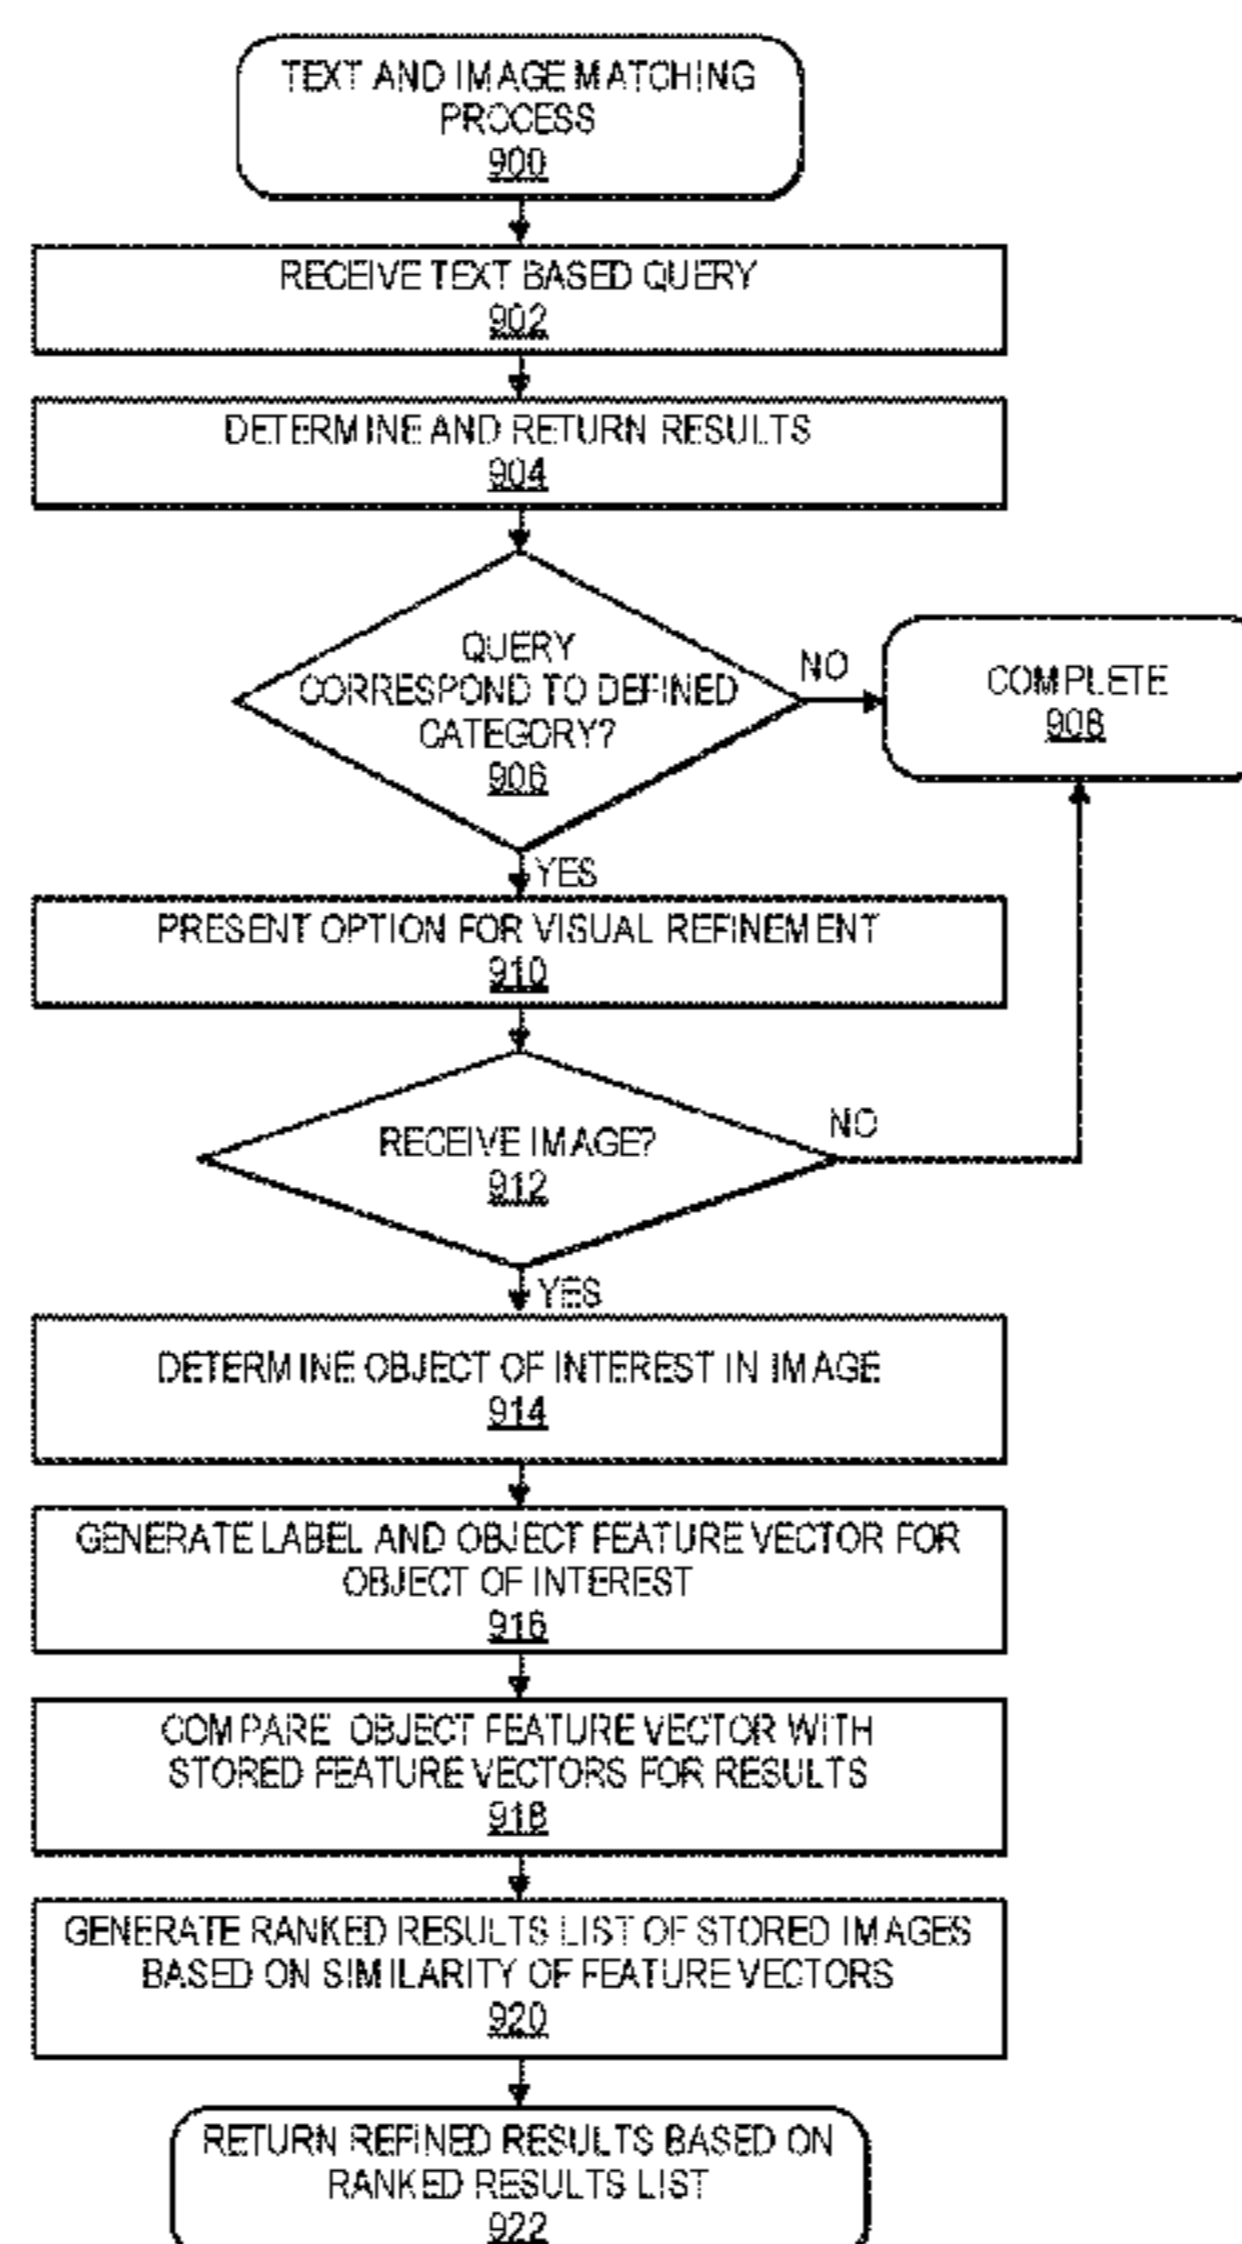 TEXT AND IMAGE MATCHING
PROCESS
900
RECEIVE TEXT BASED QUERY
902
DETERMINE AND RETURN RESULTS
904
QUERY
CORRESPOND TO DEFINED
CATEGORY?
906
NO
COMPLETE
908
YES
PRESENT OPTION FOR VISUAL REFINEMENT
910
RECEIVE IMAGE?
912
NO
YES
DETERMINE OBJECT OF INTEREST IN IMAGE
914
GENERATE LABEL AND OBJECT FEATURE VECTOR FOR
OBJECT OF INTEREST
916
COMPARE OBJECT FEATURE VECTOR WITH
STORED FEATURE VECTORS FOR RESULTS
918
GENERATE RANKED RESULTS LIST OF STORED IMAGES
BASED ON SIMILARITY OF FEATURE VECTORS
920
RETURN REFINED RESULTS BASED ON
RANKED RESULTS LIST
922